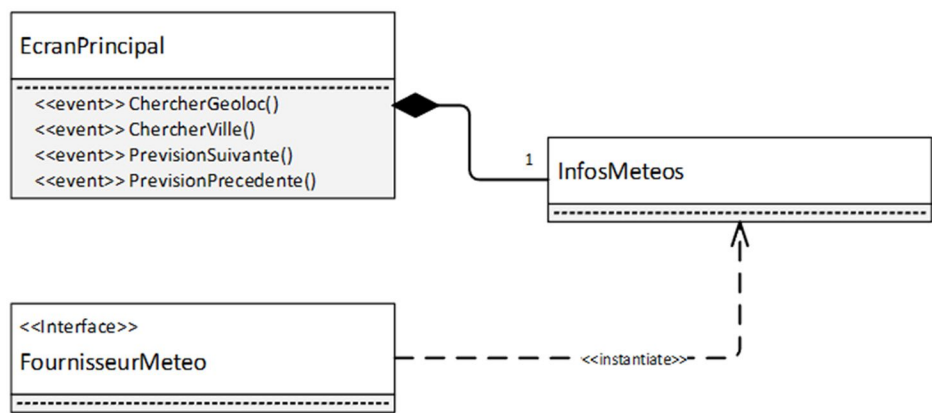 EcranPrincipal
<<event>> ChercherGeoloc()
<<event>> ChercherVille()
<<event>> PrevisionSuivante()
<<event>> PrevisionPrecedente()
1
InfosMeteos
<<Interface>>
FournisseurMeteo
<<instantiate>>